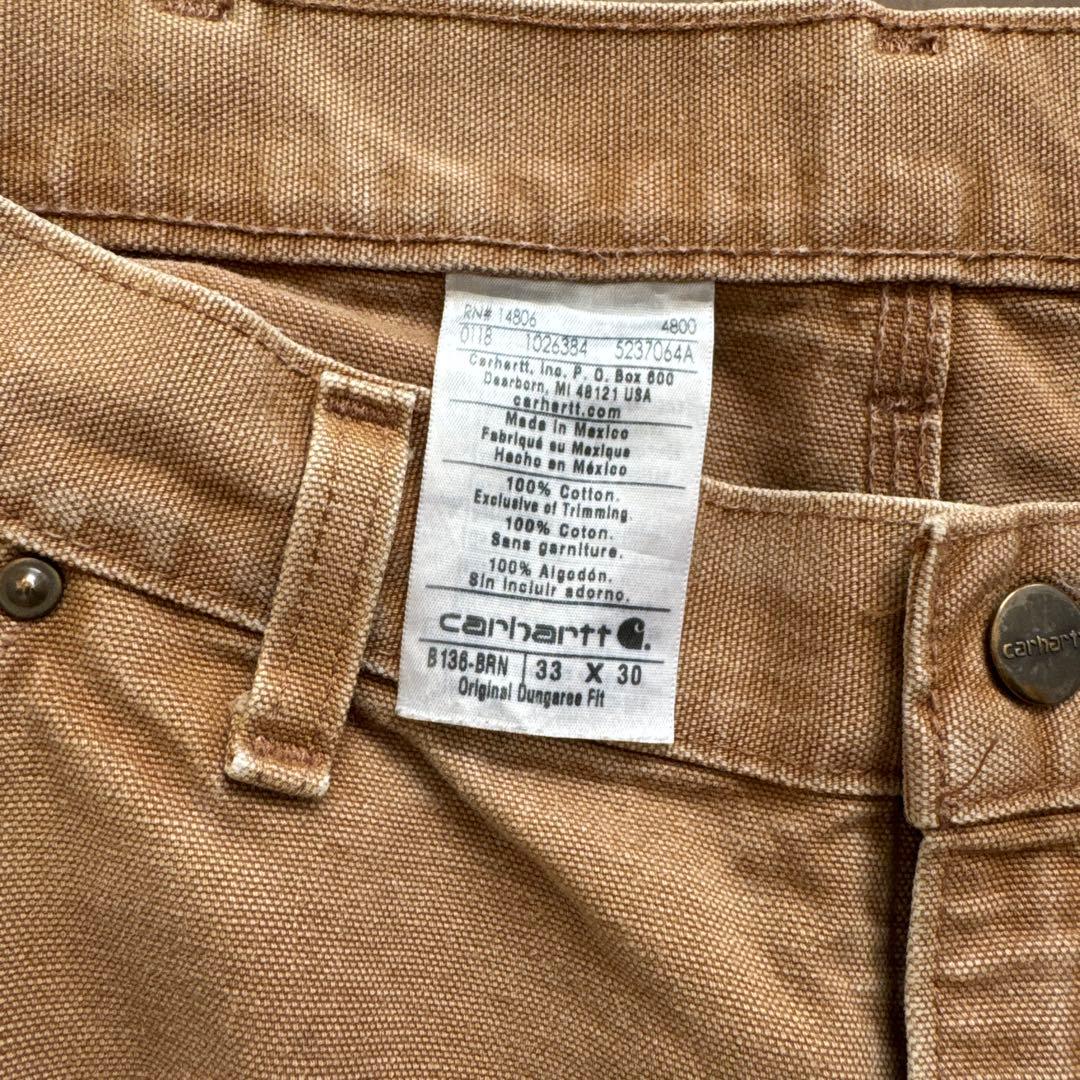 RN# 14806 4800
0118 1026384 5237064A
Carhartt, Inc. P. O. Box 600
Dearborn, MI 48121 USA
carhartt.com
Made in Mexico
Fabriqué au Mexique
Hecho en México
100% Cotton.
Exclusive of Trimming.
100% Coton.
Sans garniture.
100% Algodón.
Sin incluir adorno.
carhartt
B136-BRN 33 X 30
Original Dungaree Fit
carhartt